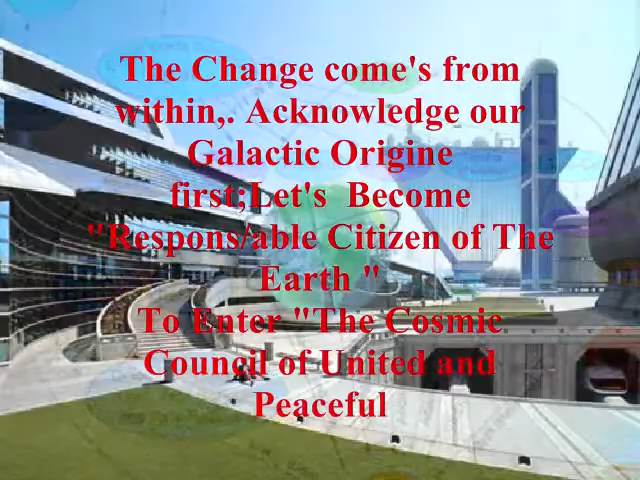 The Change come's from
within,. Acknowledge our
Galactic Origine
first;Let's  Become
"Respons/able Citizen of The
Earth "
To Enter "The Cosmic
Council of United and
Peaceful